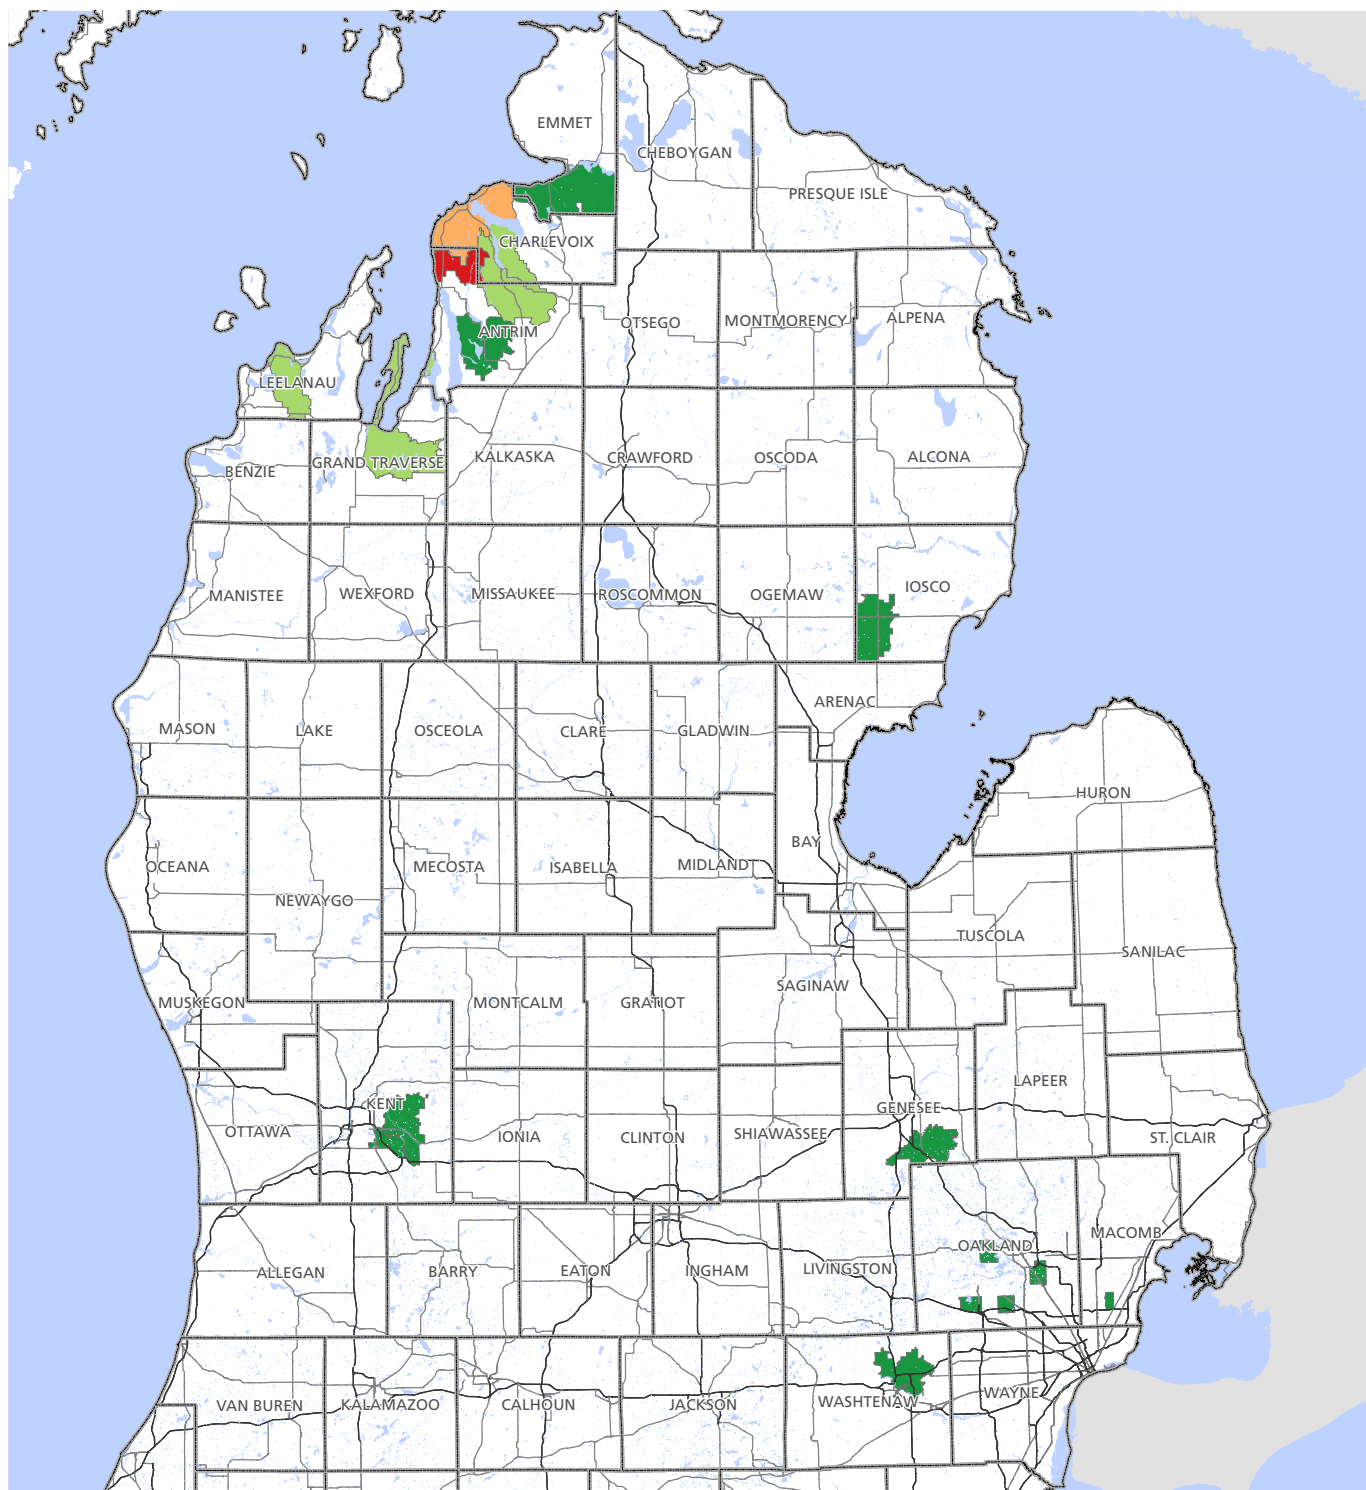 EMMET
CHEBOYGAN
PRESQUE ISLE
CHARLEVOIX
ANTRIM
OTSEGO
MONTMORENCY
ALPENA
LEELANAU
BENZIE
GRAND TRAVERSE
KALKASKA
CRAWFORD
OSCODA
ALCONA
MANISTEE
WEXFORD
MISSAUKEE
ROSCOMMON
OGEMAW
IOSCO
ARENAC
MASON
LAKE
OSCEOLA
CLARE
GLADWIN
HURON
BAY
OCEANA
NEWAYGO
MECOSTA
ISABELLA
MIDLAND
TUSCOLA
SANILAC
MUSKEGON
MONTCALM
GRATIOT
SAGINAW
LAPEER
KENT
GENESEE
OTTAWA
IONIA
CLINTON
SHIAWASSEE
ST. CLAIR
OAKLAND
MACOMB
ALLEGAN
BARRY
EATON
INGHAM
LIVINGSTON
VAN BUREN
KALAMAZOO
CALHOUN
JACKSON
WASHTENAW
WAYNE